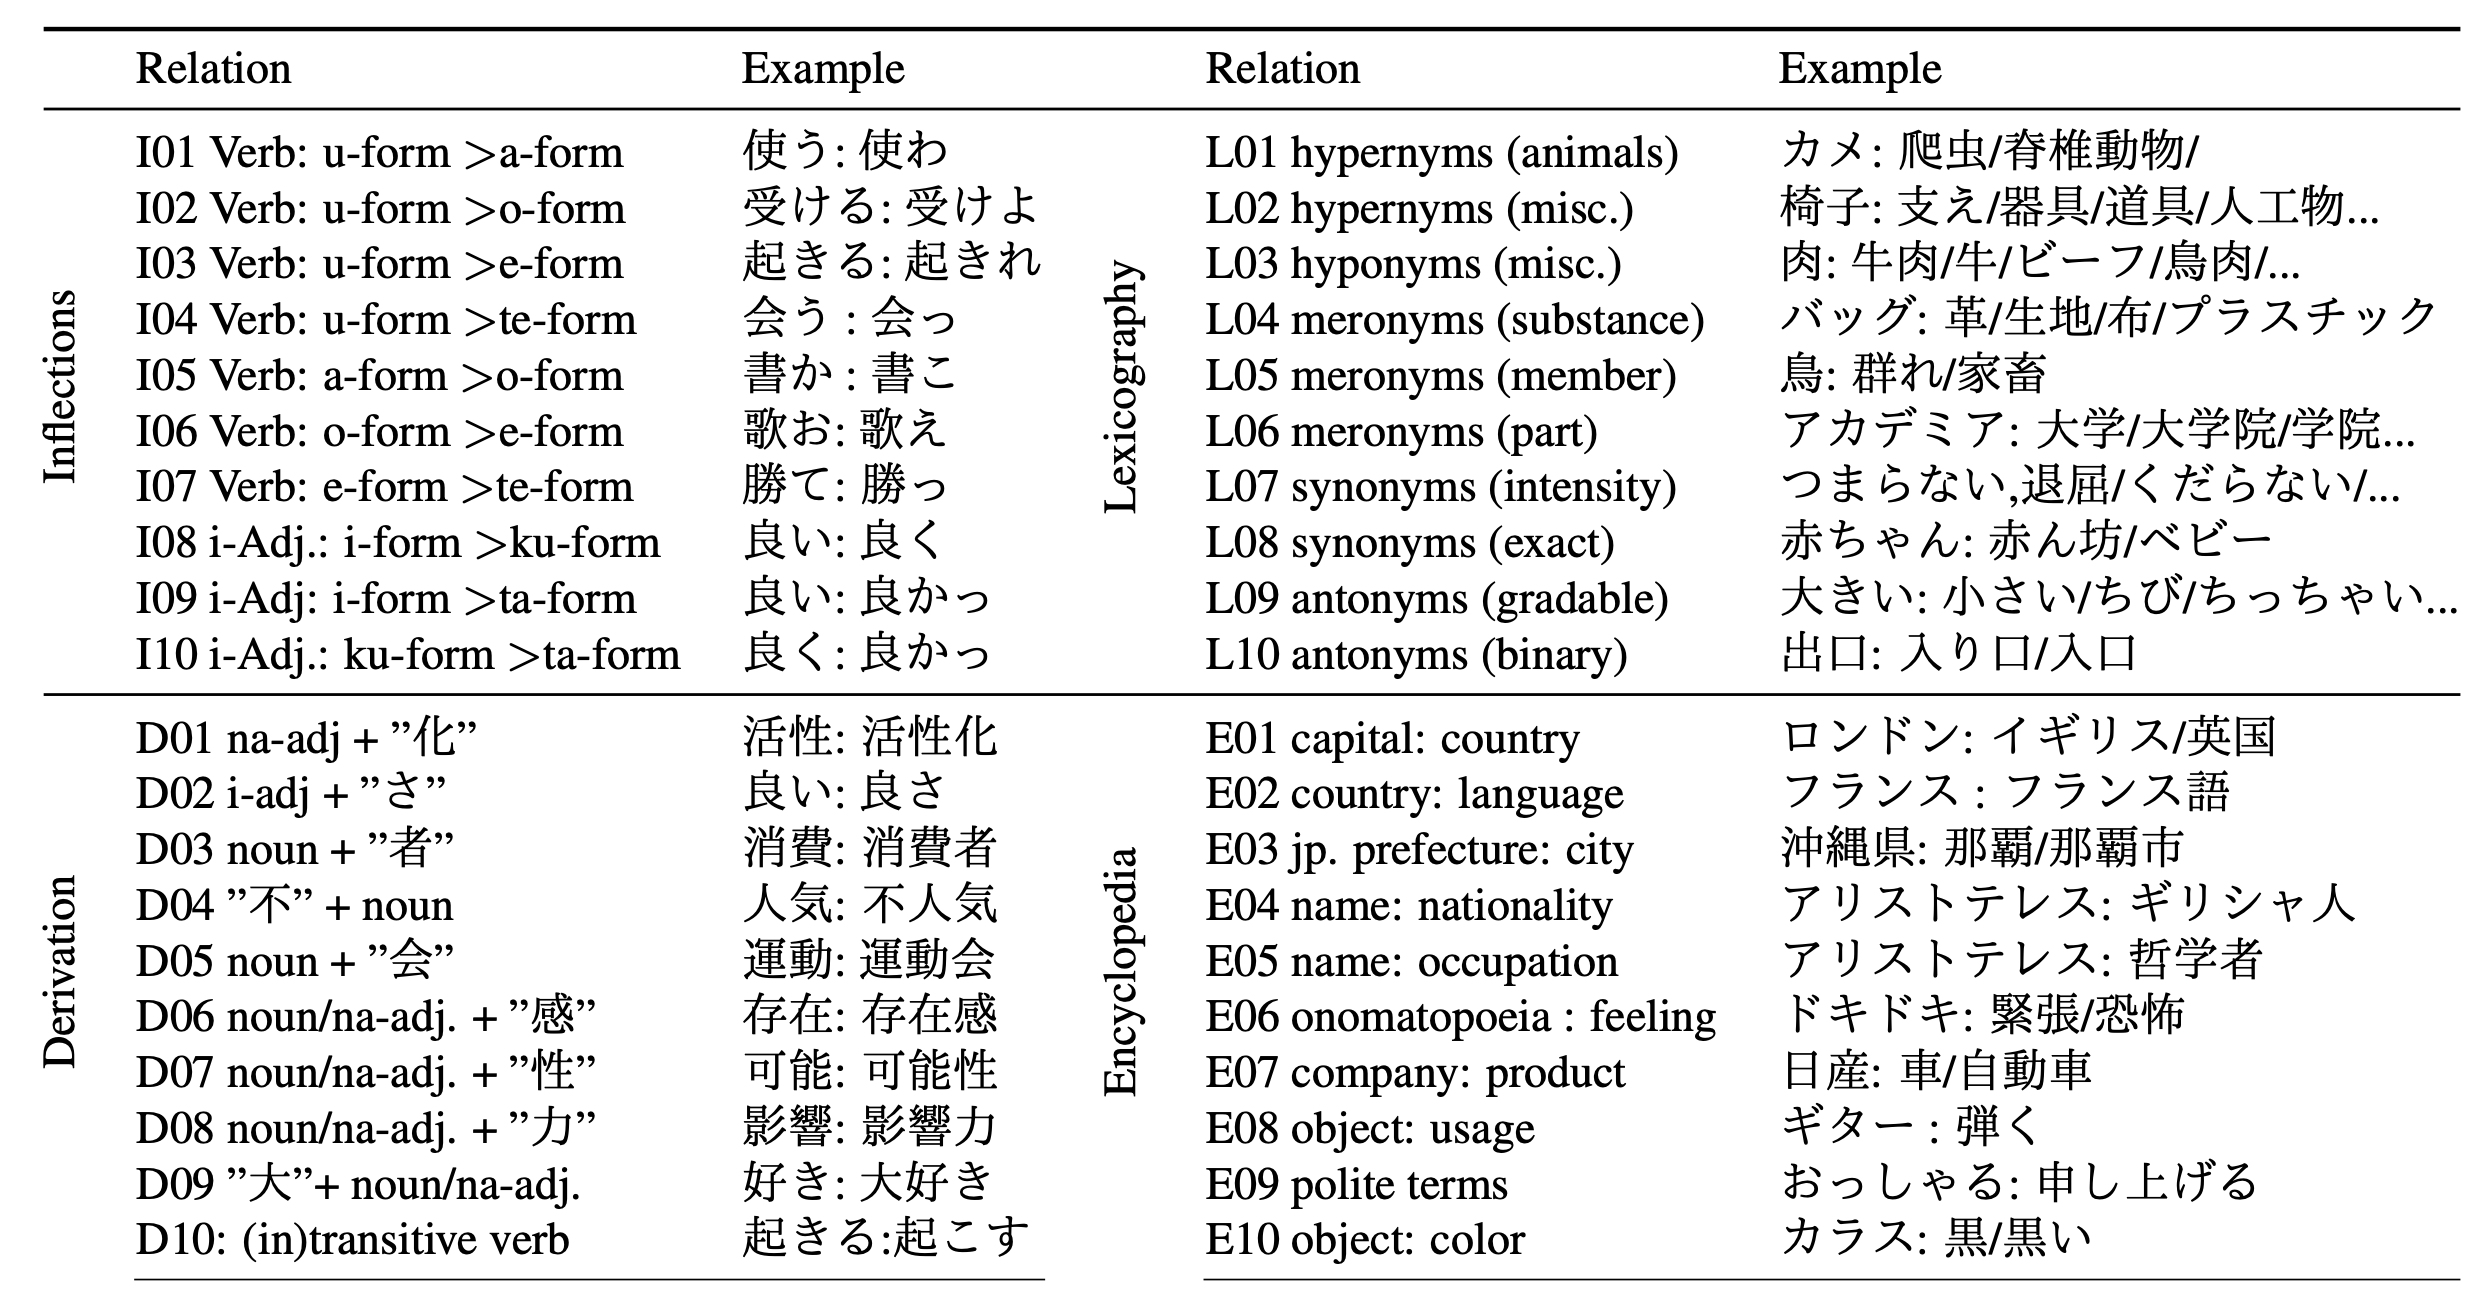 Relation Example Relation Example
Inflections
I01 Verb: u-form >a-form 使う: 使わ
I02 Verb: u-form >o-form 受ける: 受けよ
I03 Verb: u-form >e-form 起きる: 起きれ
I04 Verb: u-form >te-form 会う : 会っ
I05 Verb: a-form >o-form 書か : 書こ
I06 Verb: o-form >e-form 歌お: 歌え
I07 Verb: e-form >te-form 勝て: 勝っ
I08 i-Adj.: i-form >ku-form 良い: 良く
I09 i-Adj: i-form >ta-form 良い: 良かっ
I10 i-Adj.: ku-form >ta-form 良く: 良かっ
Lexicography
L01 hypernyms (animals) カメ: 爬虫/脊椎動物/
L02 hypernyms (misc.) 椅子: 支え/器具/道具/人工物...
L03 hyponyms (misc.) 肉: 牛肉/牛/ビーフ/鳥肉/...
L04 meronyms (substance) バッグ: 革/生地/布/プラスチック
L05 meronyms (member) 鳥: 群れ/家畜
L06 meronyms (part) アカデミア: 大学/大学院/学院...
L07 synonyms (intensity) つまらない,退屈/くだらない/...
L08 synonyms (exact) 赤ちゃん: 赤ん坊/ベビー
L09 antonyms (gradable) 大きい: 小さい/ちび/ちっちゃい...
L10 antonyms (binary) 出口: 入り口/入口
Derivation
D01 na-adj + ”化” 活性: 活性化
D02 i-adj + ”さ” 良い: 良さ
D03 noun + ”者” 消費: 消費者
D04 ”不” + noun 人気: 不人気
D05 noun + ”会” 運動: 運動会
D06 noun/na-adj. + ”感” 存在: 存在感
D07 noun/na-adj. + ”性” 可能: 可能性
D08 noun/na-adj. + ”力” 影響: 影響力
D09 ”大”+ noun/na-adj. 好き: 大好き
D10: (in)transitive verb 起きる:起こす
Encyclopedia
E01 capital: country ロンドン: イギリス/英国
E02 country: language フランス : フランス語
E03 jp. prefecture: city 沖縄県: 那覇/那覇市
E04 name: nationality アリストテレス: ギリシャ人
E05 name: occupation アリストテレス: 哲学者
E06 onomatopoeia : feeling ドキドキ: 緊張/恐怖
E07 company: product 日産: 車/自動車
E08 object: usage ギター : 弾く
E09 polite terms おっしゃる: 申し上げる
E10 object: color カラス: 黒/黒い